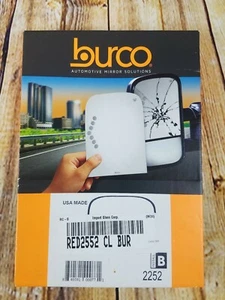 burco
AUTOMOTIVE MIRROR SOLUTIONS
USA MADE
RED2552 CL BUR
B
2252